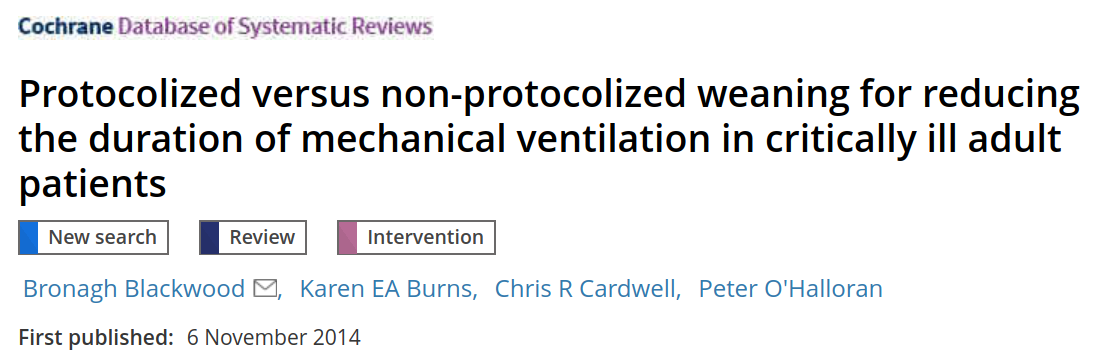 Cochrane Database of Systematic Reviews
Protocolized versus non-protocolized weaning for reducing
the duration of mechanical ventilation in critically ill adult
patients
New search Review Intervention
Bronagh Blackwood, Karen EA Burns, Chris R Cardwell, Peter O'Halloran
First published: 6 November 2014